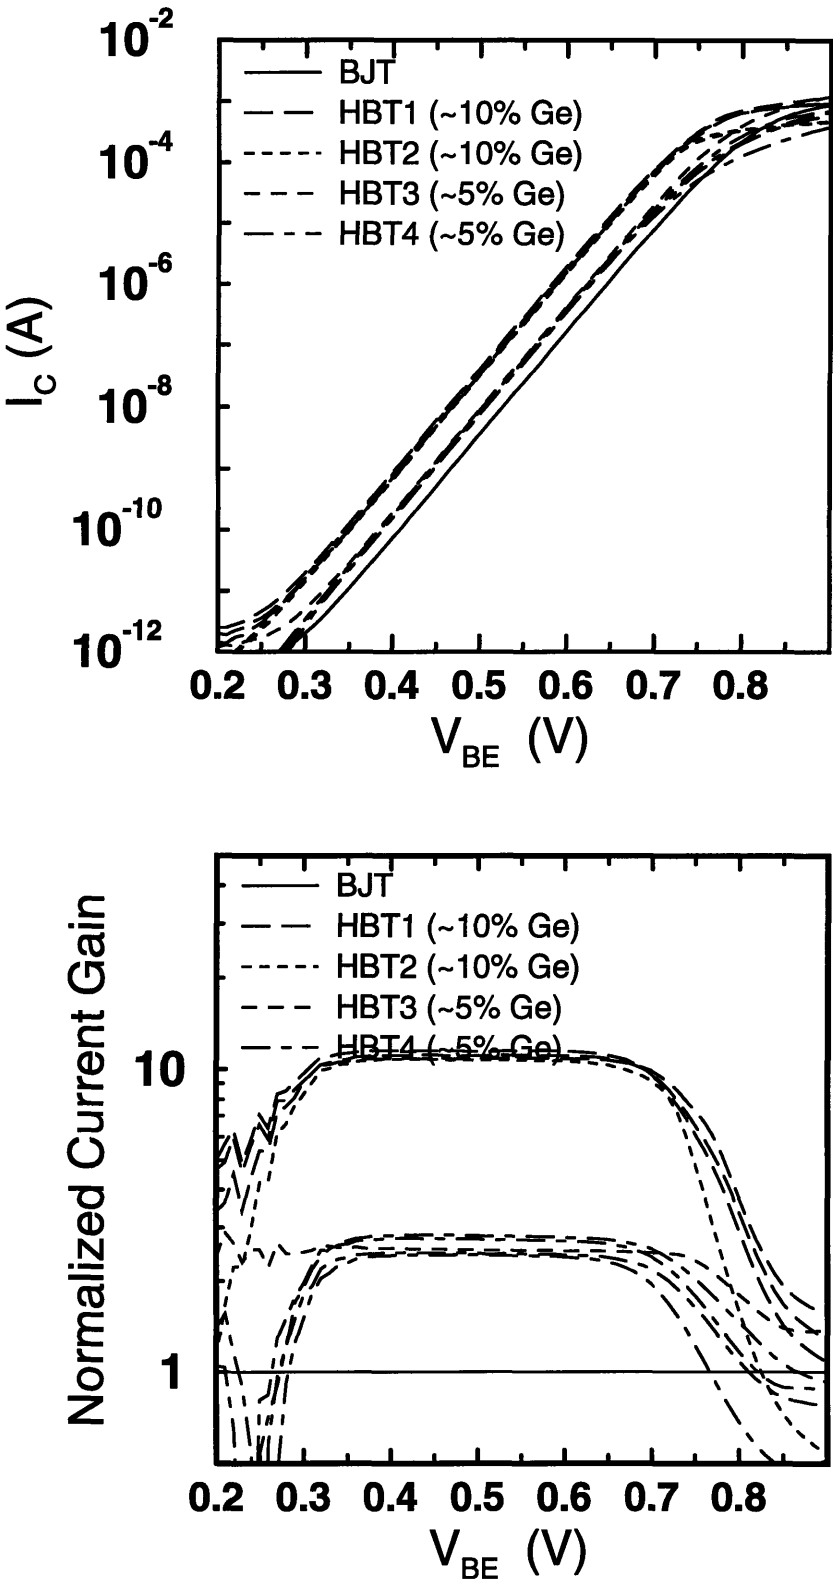 10-2
BJT
HBT1 (~10% Ge)
10-4
HBT2 (~10% Ge)
HBT3 (~5% Ge)
HBT4 (~5% Ge)
10-6
IC (A)
10-8
10-10
10-12
0.2 0.3 0.4 0.5 0.6 0.7 0.8
VBE (V)
BJT
HBT1 (~10% Ge)
HBT2 (~10% Ge)
HBT3 (~5% Ge)
HBT4 (~5% Ge)
10
Normalized Current Gain
1
0.2 0.3 0.4 0.5 0.6 0.7 0.8
VBE (V)